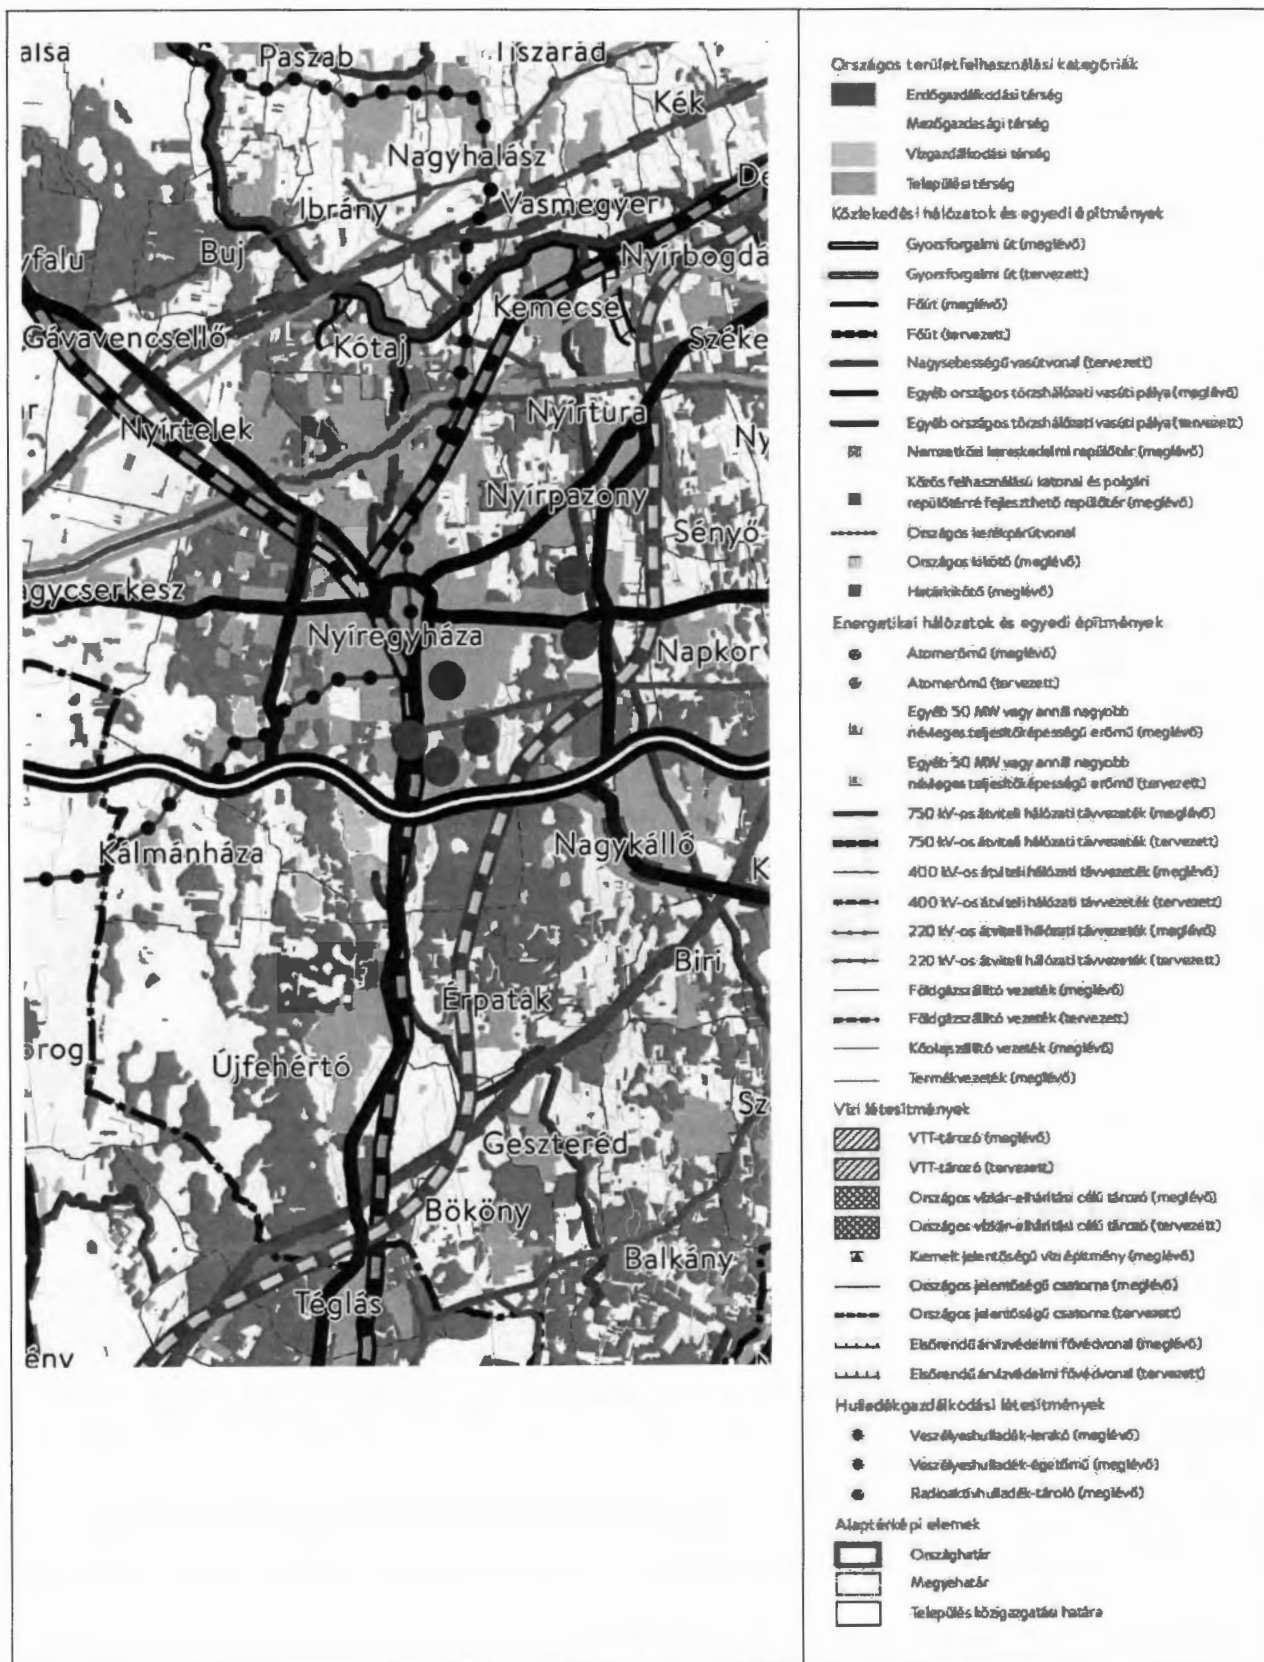 alsa
Paszab
Tiszarád
Kék
Nagyhalász
De
Ibrány
Vasmegyer
Buj
yfalu
Nyírbogdá
Kemecse
Gávavencsellő
Kótaj
Széke
Nyírtelek
Nyírtura
Ny
Nyírpazony
Sényő
agycserkesz
Nyíregyháza
Napkor
Kálmánháza
Nagykálló
K
Biri
Érpatak
orog
Újfehértó
Sz
Geszteréd
Bököny
Balkány
Téglás
ény
Országos területfelhasználási kategóriák
Erdőgazdálkodási térség
Mezőgazdasági térség
Vízgazdálkodási térség
Települési térség
Közlekedési hálózatok és egyedi építmények
Gyorsforgalmi út (meglévő)
Gyorsforgalmi út (tervezett)
Főút (meglévő)
Főút (tervezett)
Nagysebességű vasútvonal (tervezett)
Egyéb országos törzshálózati vasúti pálya (meglévő)
Egyéb országos törzshálózati vasúti pálya (tervezett)
Nemzetközi kereskedelmi repülőtér (meglévő)
Közös felhasználású katonai és polgári
repülőtérré fejleszthető repülőtér (meglévő)
Országos kerékpárútvonal
Országos kikötő (meglévő)
Határkikötő (meglévő)
Energetikai hálózatok és egyedi építmények
Atomerőmű (meglévő)
Atomerőmű (tervezett)
Egyéb 50 MW vagy annál nagyobb
névleges teljesítőképességű erőmű (meglévő)
Egyéb 50 MW vagy annál nagyobb
névleges teljesítőképességű erőmű (tervezett)
750 kV-os átviteli hálózati távvezeték (meglévő)
750 kV-os átviteli hálózati távvezeték (tervezett)
400 kV-os átviteli hálózati távvezeték (meglévő)
400 kV-os átviteli hálózati távvezeték (tervezett)
220 kV-os átviteli hálózati távvezeték (meglévő)
220 kV-os átviteli hálózati távvezeték (tervezett)
Földgázszállító vezeték (meglévő)
Földgázszállító vezeték (tervezett)
Kőolajszállító vezeték (meglévő)
Termékvezeték (meglévő)
Vízi létesítmények
VTT-tározó (meglévő)
VTT-tározó (tervezett)
Országos vízkár-elhárítási célú tározó (meglévő)
Országos vízkár-elhárítási célú tározó (tervezett)
Kiemelt jelentőségű vízi építmény (meglévő)
Országos jelentőségű csatorna (meglévő)
Országos jelentőségű csatorna (tervezett)
Elsőrendű árvízvédelmi fővédvonal (meglévő)
Elsőrendű árvízvédelmi fővédvonal (tervezett)
Hulladékgazdálkodási létesítmények
Veszélyeshulladék-lerakó (meglévő)
Veszélyeshulladék-égetőmű (meglévő)
Radioaktívhulladék-tároló (meglévő)
Alaptérképi elemek
Országhatár
Megyehatár
Település közigazgatási határa